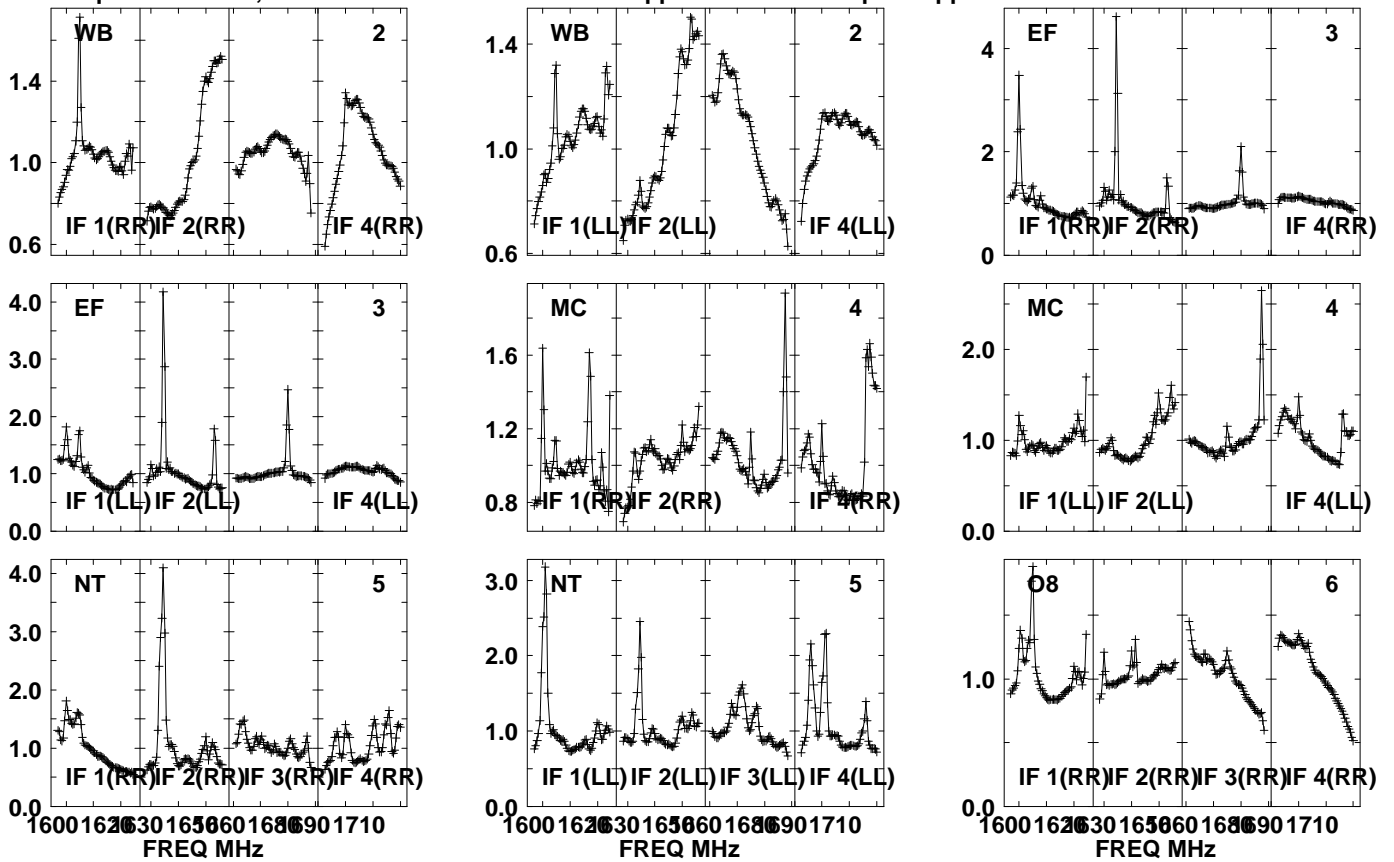 WB 2 WB 2 EF 3
1.4 1.4 4
1.2
1.0 1.0 2
0.8
0.6 0.6 0
IF 1(RR) IF 2(RR) IF 4(RR) IF 1(LL) IF 2(LL) IF 4(LL) IF 1(RR) IF 2(RR) IF 4(RR)
EF 3 MC 4 MC 4
4.0
3.0 1.6 2.0
2.0 1.2
1.0 1.0
0.8
0.0 0.0
IF 1(LL) IF 2(LL) IF 4(LL) IF 1(RR) IF 2(RR) IF 4(RR) IF 1(LL) IF 2(LL) IF 4(LL)
NT 5 NT 5 O8 6
4.0 3.0
3.0
2.0 2.0
1.0 1.0 1.0
0.0 0.0 0.0
IF 1(RR) IF 2(RR) IF 3(RR) IF 4(RR) IF 1(LL) IF 2(LL) IF 3(LL) IF 4(LL) IF 1(RR) IF 2(RR) IF 3(RR) IF 4(RR)
1600 1710 1600 1710 1600 1710
FREQ MHz FREQ MHz FREQ MHz